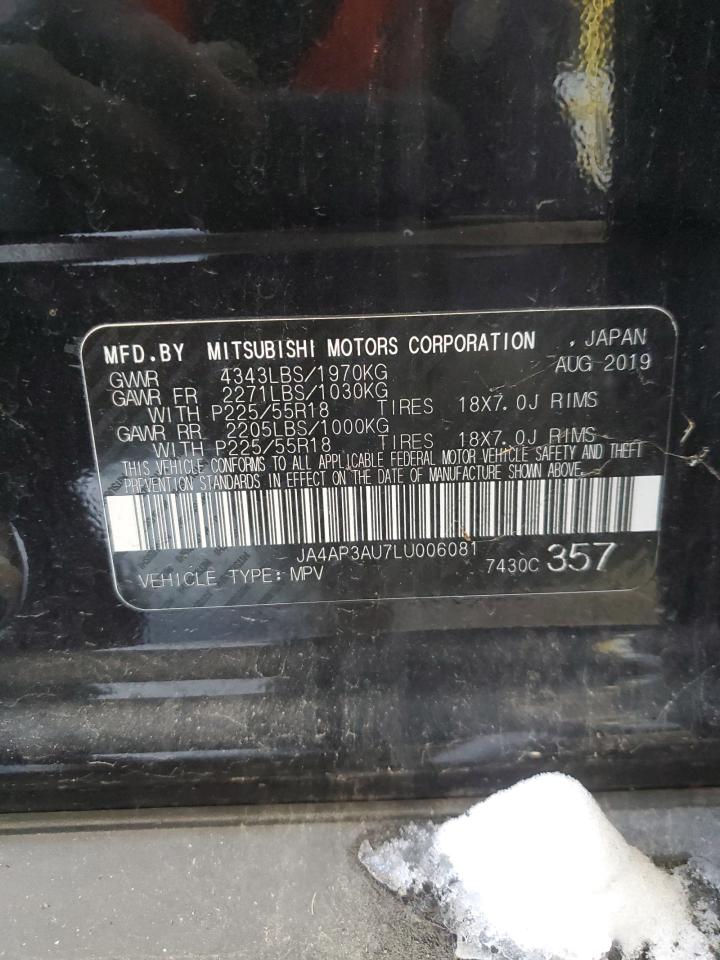 MFD.BY MITSUBISHI MOTORS CORPORATION , JAPAN
AUG 2019
GVWR 4343LBS/1970KG
GAWR FR 2271LBS/1030KG
WITH P225/55R18 TIRES 18X7.0J RIMS
GAWR RR 2205LBS/1000KG
WITH P225/55R18 TIRES 18X7.0J RIMS
THIS VEHICLE CONFORMS TO ALL APPLICABLE FEDERAL MOTOR VEHICLE SAFETY AND THEFT
PREVENTION STANDARDS IN EFFECT ON THE DATE OF MANUFACTURE SHOWN ABOVE.
JA4AP3AU7LU006081
VEHICLE TYPE: MPV 7430C 357